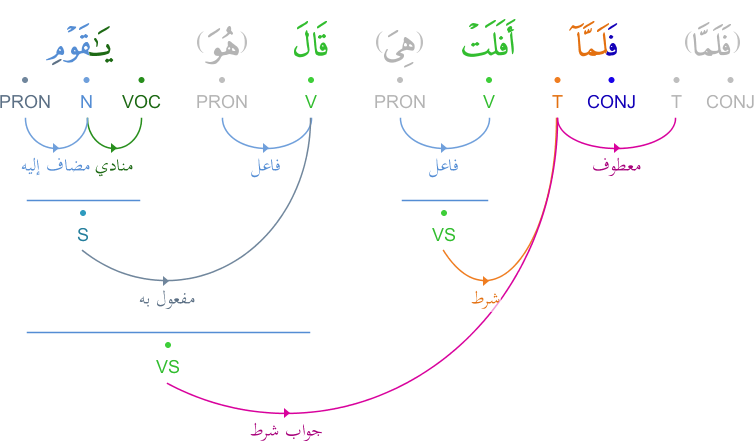 (فَلَمَّا) فَلَمَّآ أَفَلَتْ (هِىَ) قَالَ (هُوَ) يَـٰقَوْمِ
PRON N VOC PRON V PRON V T CONJ T CONJ
معطوف فاعل فاعل منادي مضاف إليه
S VS
مفعول به شرط
VS
جواب شرط